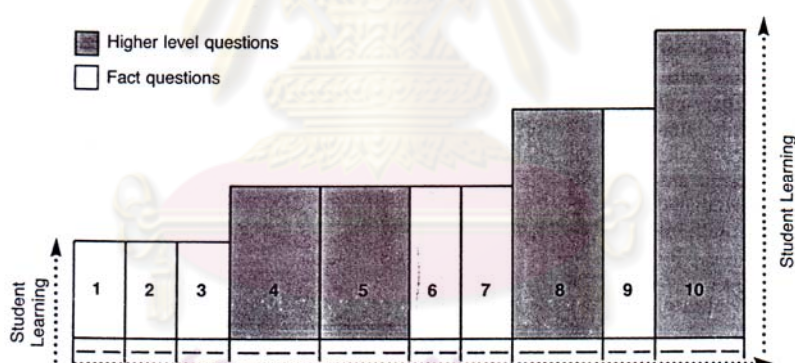 Higher level questions
Fact questions
Student
Learning
1 2 3 4 5 6 7 8 9 10
Student Learning